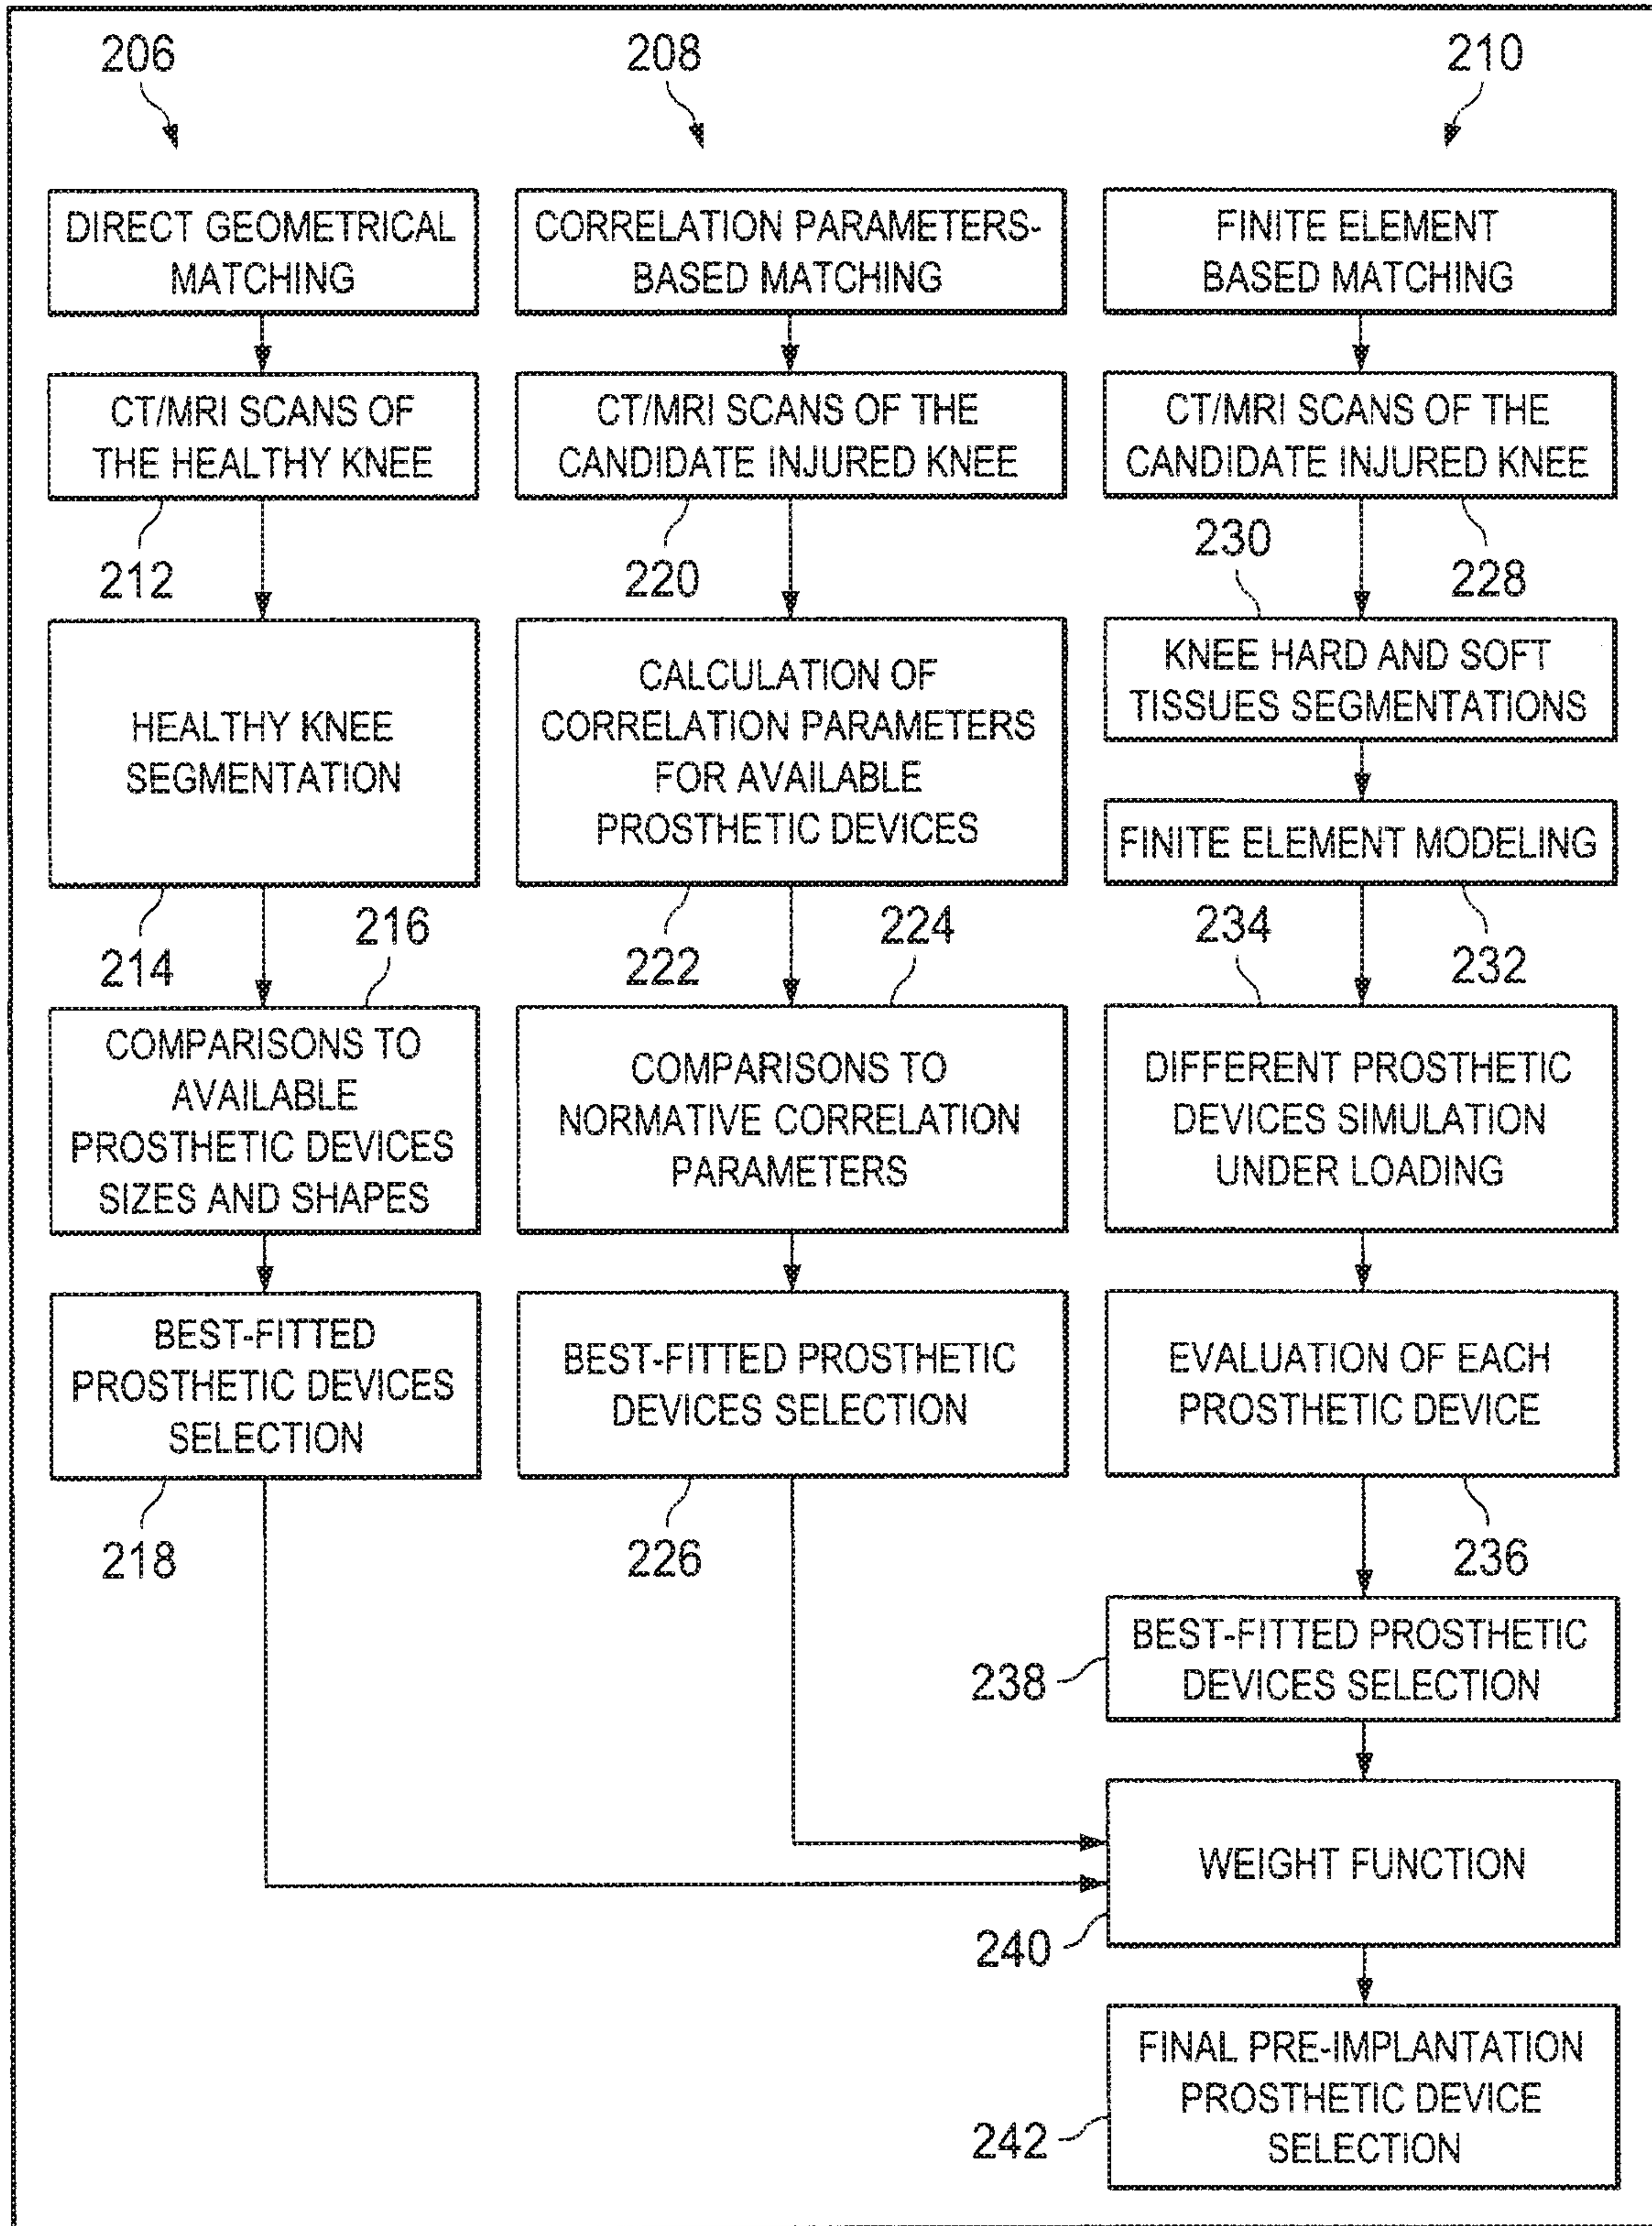 206
208
210
DIRECT GEOMETRICAL
MATCHING
CORRELATION PARAMETERS-
BASED MATCHING
FINITE ELEMENT
BASED MATCHING
CT/MRI SCANS OF
THE HEALTHY KNEE
CT/MRI SCANS OF THE
CANDIDATE INJURED KNEE
CT/MRI SCANS OF THE
CANDIDATE INJURED KNEE
212
220
230
228
HEALTHY KNEE
SEGMENTATION
CALCULATION OF
CORRELATION PARAMETERS
FOR AVAILABLE
PROSTHETIC DEVICES
KNEE HARD AND SOFT
TISSUES SEGMENTATIONS
FINITE ELEMENT MODELING
214
216
222
224
234
232
COMPARISONS TO
AVAILABLE
PROSTHETIC DEVICES
SIZES AND SHAPES
COMPARISONS TO
NORMATIVE CORRELATION
PARAMETERS
DIFFERENT PROSTHETIC
DEVICES SIMULATION
UNDER LOADING
BEST-FITTED
PROSTHETIC DEVICES
SELECTION
BEST-FITTED PROSTHETIC
DEVICES SELECTION
EVALUATION OF EACH
PROSTHETIC DEVICE
218
226
236
BEST-FITTED PROSTHETIC
DEVICES SELECTION
238
WEIGHT FUNCTION
240
FINAL PRE-IMPLANTATION
PROSTHETIC DEVICE
SELECTION
242